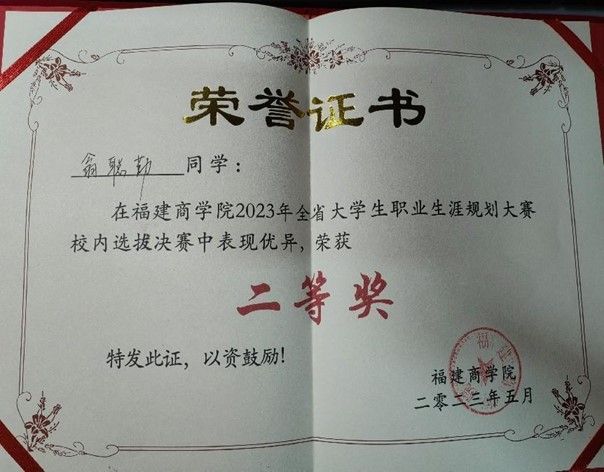 荣誉证书
翁聪勤 同学：
在福建商学院2023年全省大学生职业生涯规划大赛
校内选拔决赛中表现优异，荣获
二等奖
特发此证，以资鼓励！
福建商学院
二零二三年五月